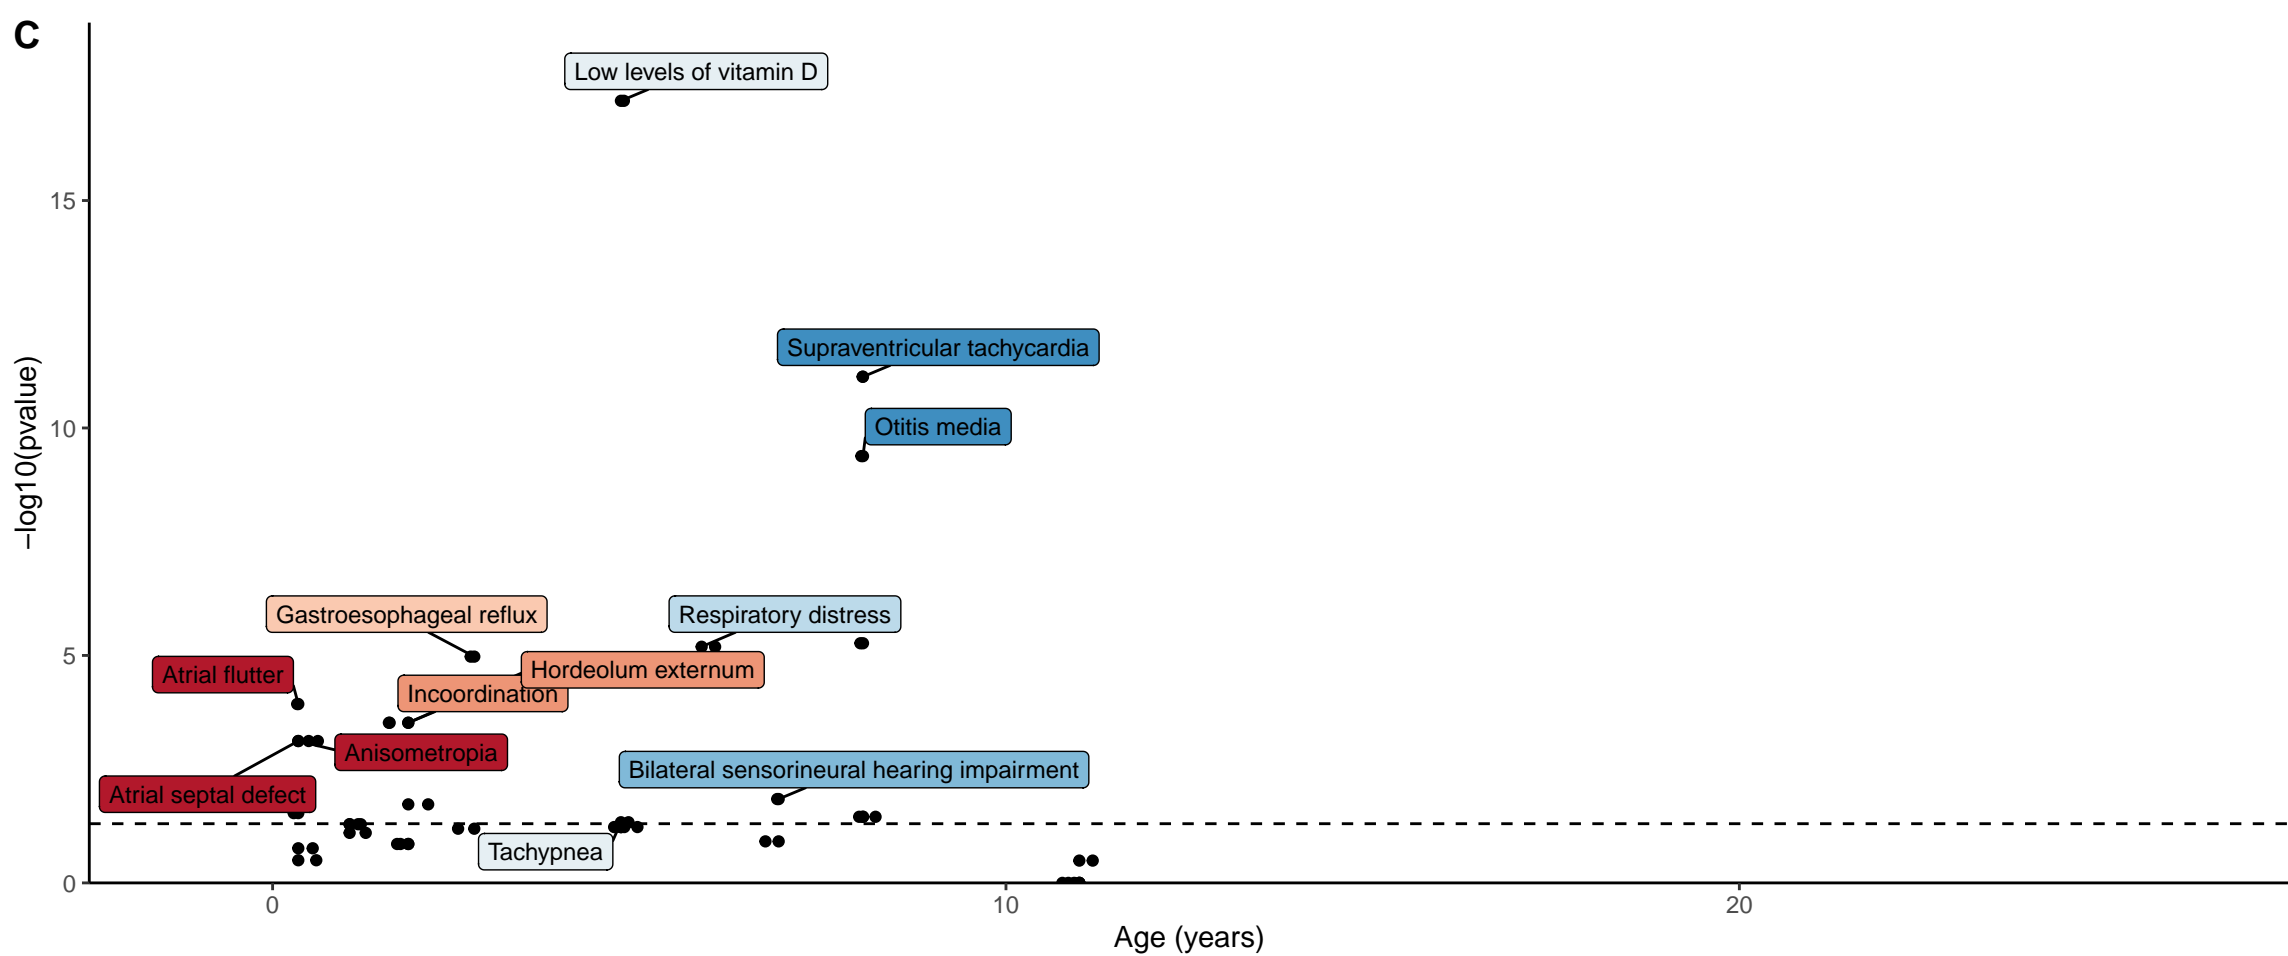 C
Low levels of vitamin D
15
Supraventricular tachycardia
10
Otitis media
−log10(pvalue)
Gastroesophageal reflux
Respiratory distress
5
Hordeolum externum
Atrial flutter
Incoordination
Anisometropia
Bilateral sensorineural hearing impairment
Atrial septal defect
Tachypnea
0
0
10
20
Age (years)